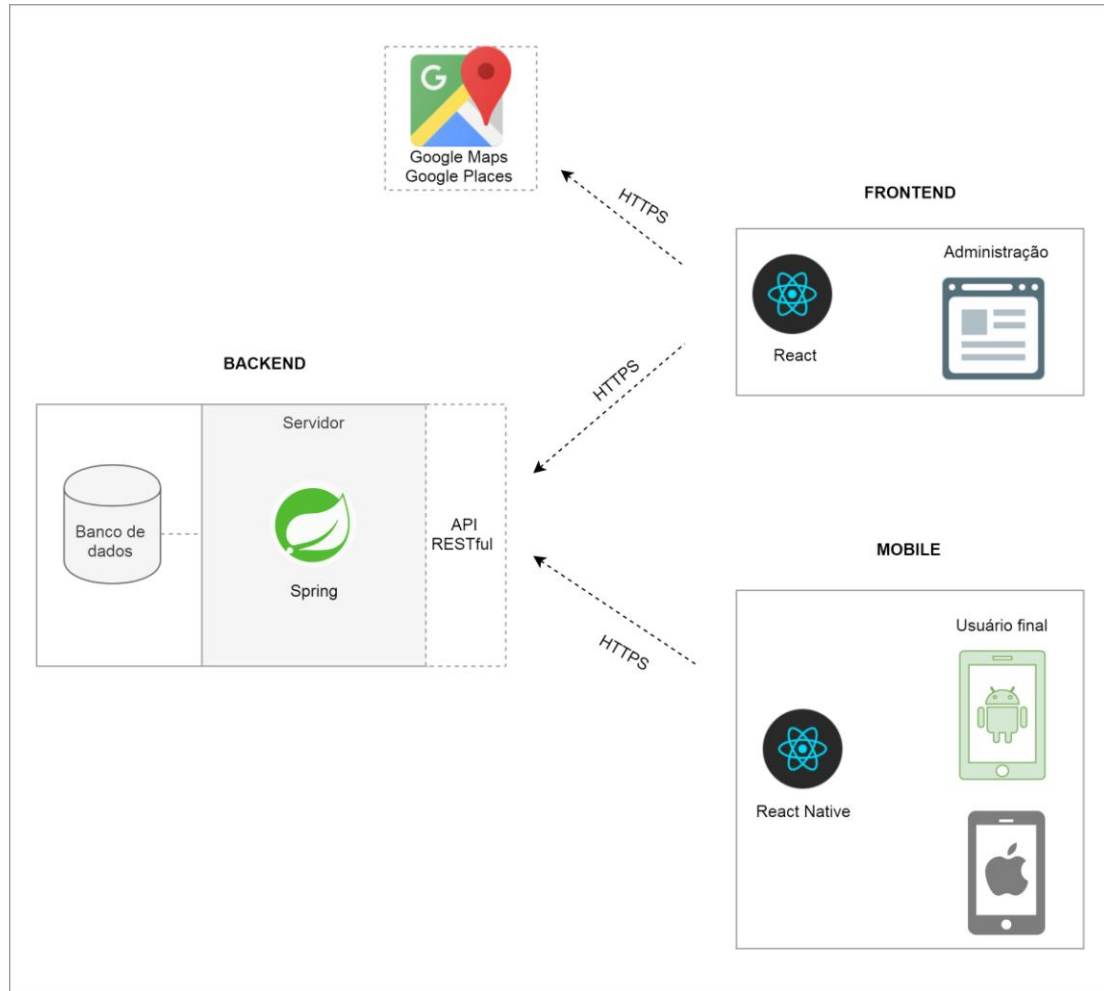 G
Google Maps
Google Places
HTTPS
FRONTEND
Administração
React
HTTPS
BACKEND
Servidor
Banco de
dados
Spring
API
RESTful
HTTPS
MOBILE
Usuário final
React Native